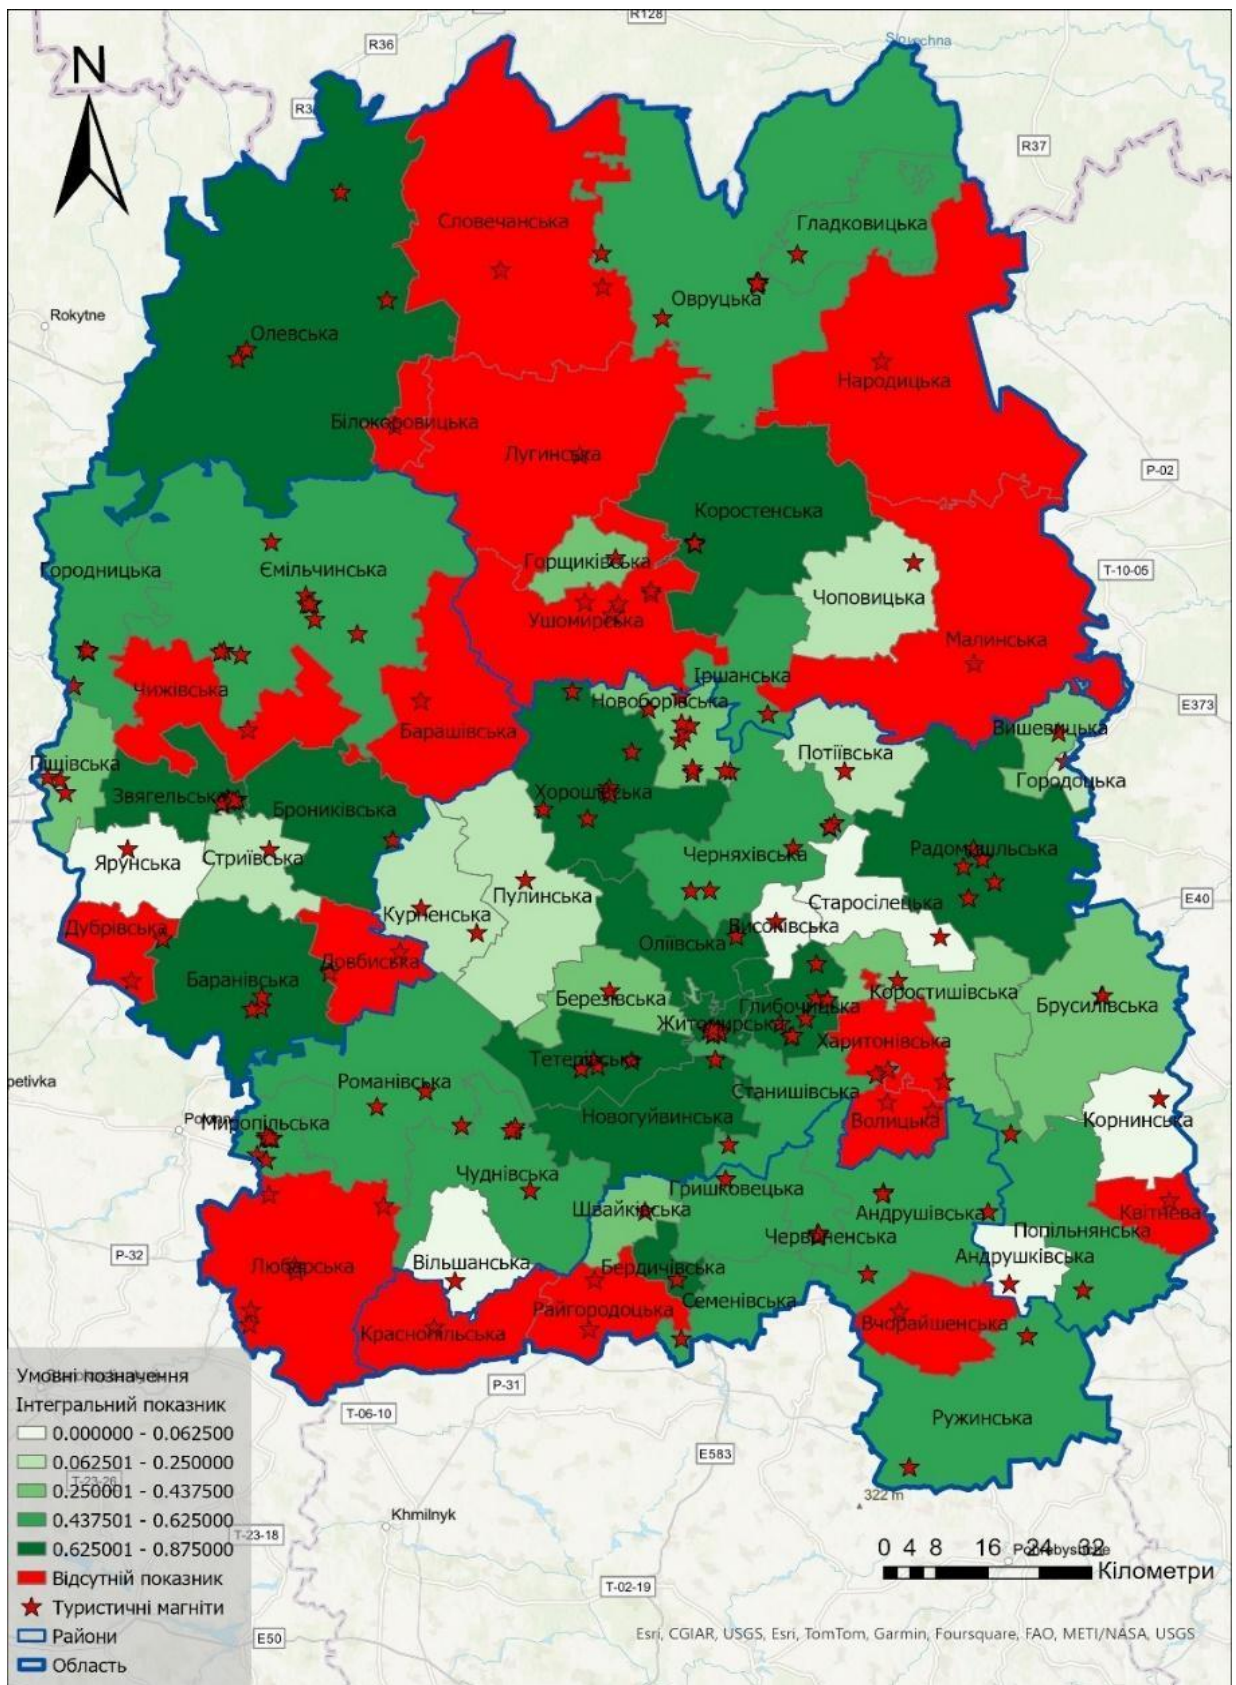 R128
R36
Slovechna
N
R3
R37
Словечанська
Гладковицька
Овруцька
Rokytne
Олевська
Народицька
Білокоровицька
Лугинська
P-02
Коростенська
Городницька
Ємільчинська
Горщиківська
T-10-05
Чоповицька
Ушомирська
Малинська
Іршанська
Чижівська
Новоборівська
E373
Барашівська
Вишевицька
Потіївська
Піщівська
Городоцька
Звягельська
Хорошівська
Брониківська
Ярунська
Стриївська
Черняхівська
Радомишльська
Пулинська
Курненська
Старосілецька
E40
Дубрівська
Високівська
Оліївська
Довбиська
Баранівська
Березівська
Коростишівська
Брусилівська
Глибочицька
Житомирська
Харитонівська
Тетерівська
petivka
Романівська
Станишівська
Миропільська
Новогуйвинська
Волицька
Корнинська
Чуднівська
Гришковецька
Швайківська
Андрушівська
Квітнева
Попільнянська
Червоненська
P-32
Любарська
Вільшанська
Бердичівська
Андрушківська
Семенівська
Райгородоцька
Вчорайшенська
Краснопільська
P-31
T-06-10
Ружинська
E583
322 m
Khmilnyk
T-23-26
T-23-18
T-02-19
E50
Умовні позначення
Інтегральний показник
0.000000 - 0.062500
0.062501 - 0.250000
0.250001 - 0.437500
0.437501 - 0.625000
0.625001 - 0.875000
Відсутній показник
Туристичні магніти
Райони
Область
0 4 8 16 24 32
Кілометри
Esri, CGIAR, USGS, Esri, TomTom, Garmin, Foursquare, FAO, METI/NASA, USGS